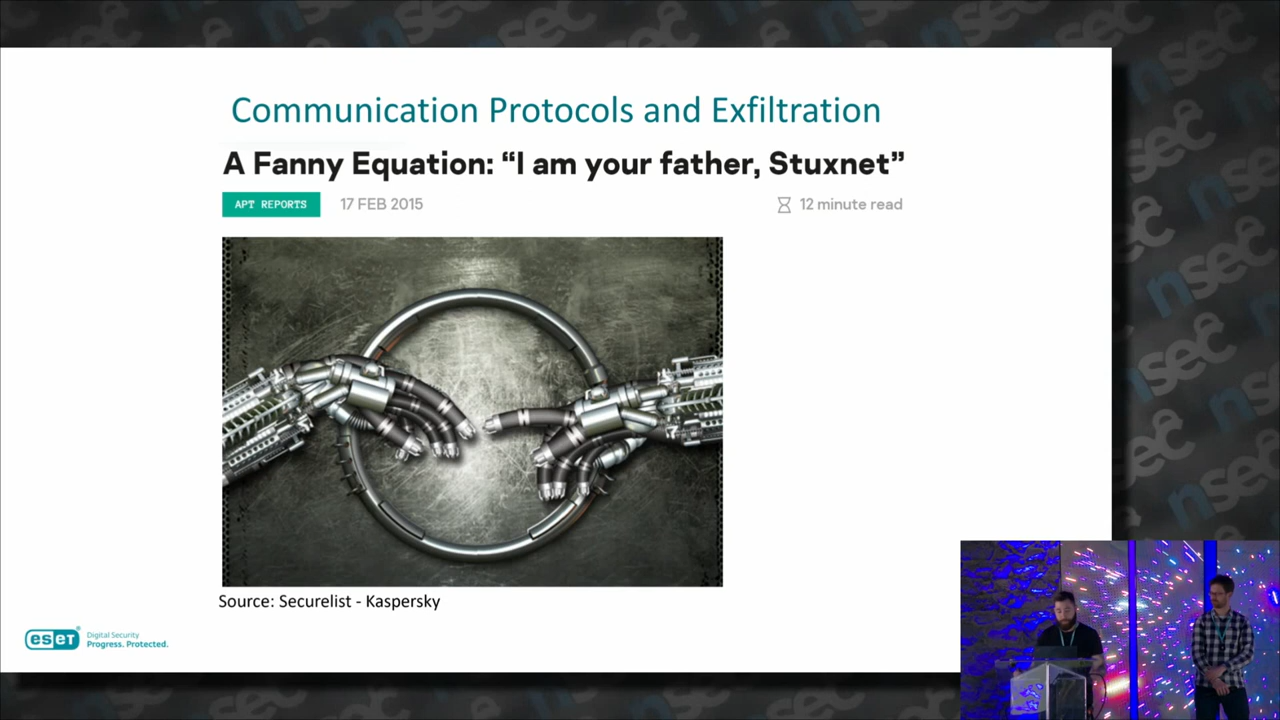 Communication Protocols and Exfiltration
A Fanny Equation: “I am your father, Stuxnet”
APT REPORTS 17 FEB 2015 12 minute read
Source: Securelist - Kaspersky
eseT® Digital Security
Progress. Protected.
nsec